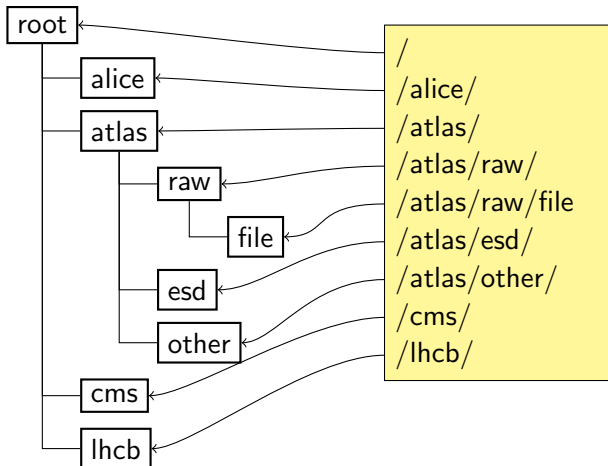 root
alice
atlas
raw
file
esd
other
cms
lhcb
/
/alice/
/atlas/
/atlas/raw/
/atlas/raw/file
/atlas/esd/
/atlas/other/
/cms/
/lhcb/